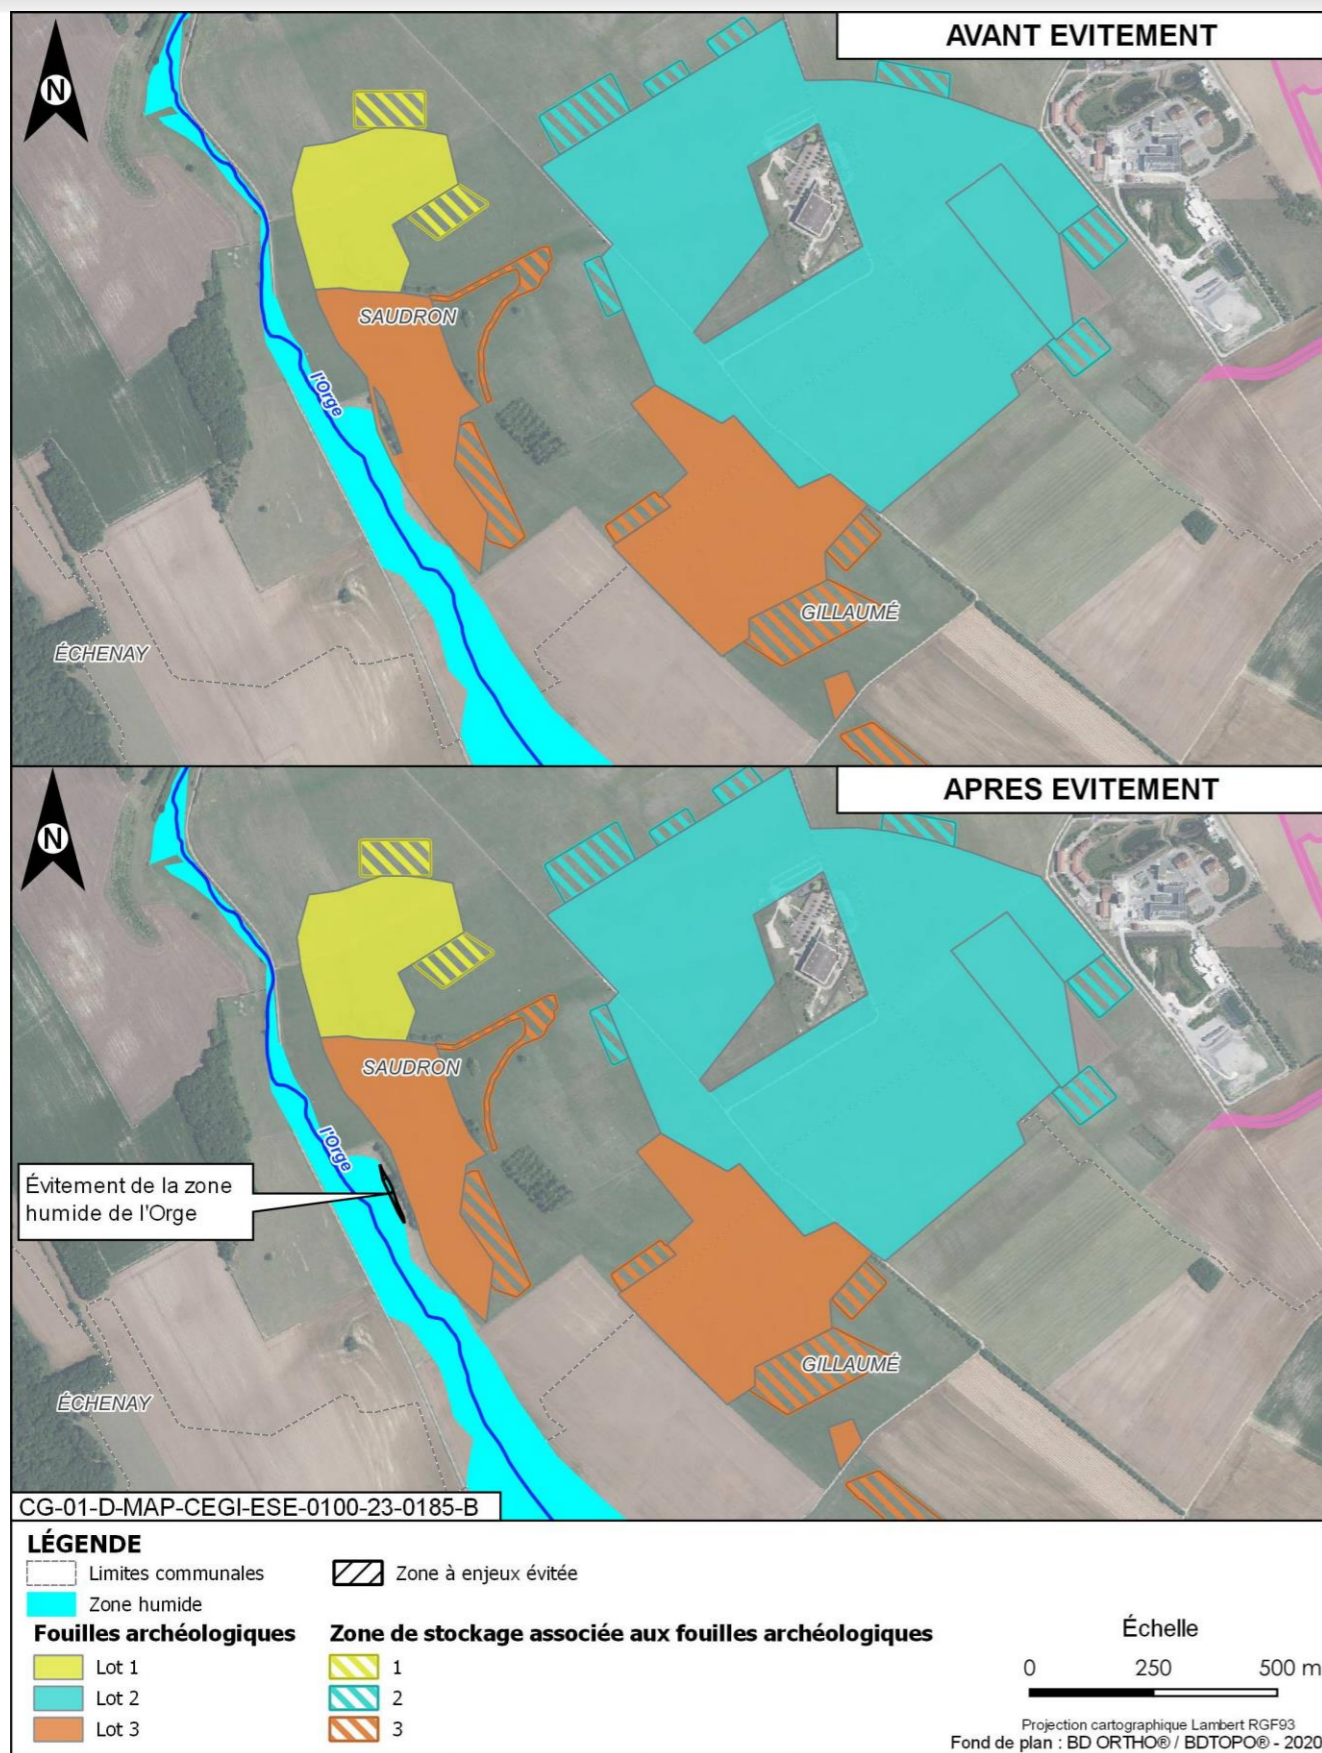 AVANT EVITEMENT
N
SAUDRON
l'Orge
GILLAUMÉ
ÉCHENAY
APRES EVITEMENT
N
SAUDRON
l'Orge
Évitement de la zone
humide de l'Orge
GILLAUMÉ
ÉCHENAY
CG-01-D-MAP-CEGI-ESE-0100-23-0185-B
LÉGENDE
Limites communales
Zone à enjeux évitée
Zone humide
Fouilles archéologiques
Zone de stockage associée aux fouilles archéologiques
Lot 1
1
Lot 2
2
Lot 3
3
Échelle
0 250 500 m
Projection cartographique Lambert RGF93
Fond de plan : BD ORTHO® / BDTOPO® - 2020